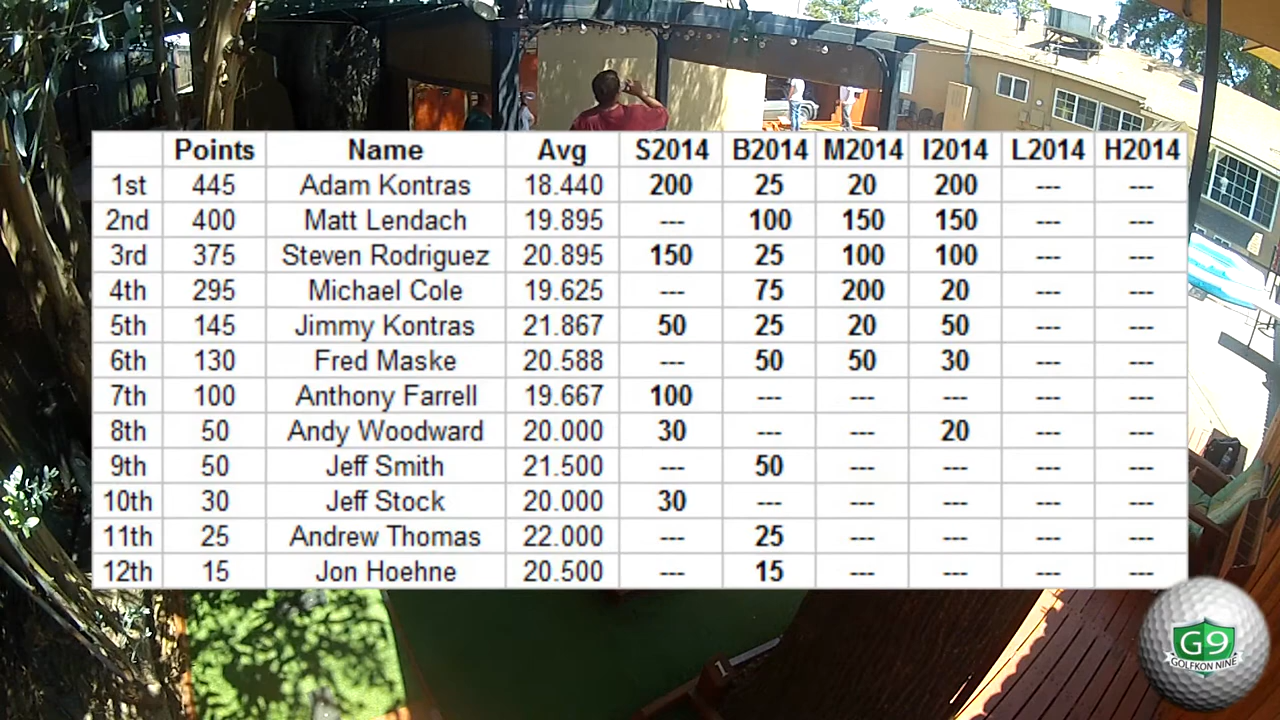 Points Name Avg S2014 B2014 M2014 I2014 L2014 H2014
1st 445 Adam Kontras 18.440 200 25 20 200 --- ---
2nd 400 Matt Lendach 19.895 --- 100 150 150 --- ---
3rd 375 Steven Rodriguez 20.895 150 25 100 100 --- ---
4th 295 Michael Cole 19.625 --- 75 200 20 --- ---
5th 145 Jimmy Kontras 21.867 50 25 20 50 --- ---
6th 130 Fred Maske 20.588 --- 50 50 30 --- ---
7th 100 Anthony Farrell 19.667 100 --- --- --- --- ---
8th 50 Andy Woodward 20.000 30 --- --- 20 --- ---
9th 50 Jeff Smith 21.500 --- 50 --- --- --- ---
10th 30 Jeff Stock 20.000 30 --- --- --- --- ---
11th 25 Andrew Thomas 22.000 --- 25 --- --- --- ---
12th 15 Jon Hoehne 20.500 --- 15 --- --- --- ---
G9
GOLFKON NINE